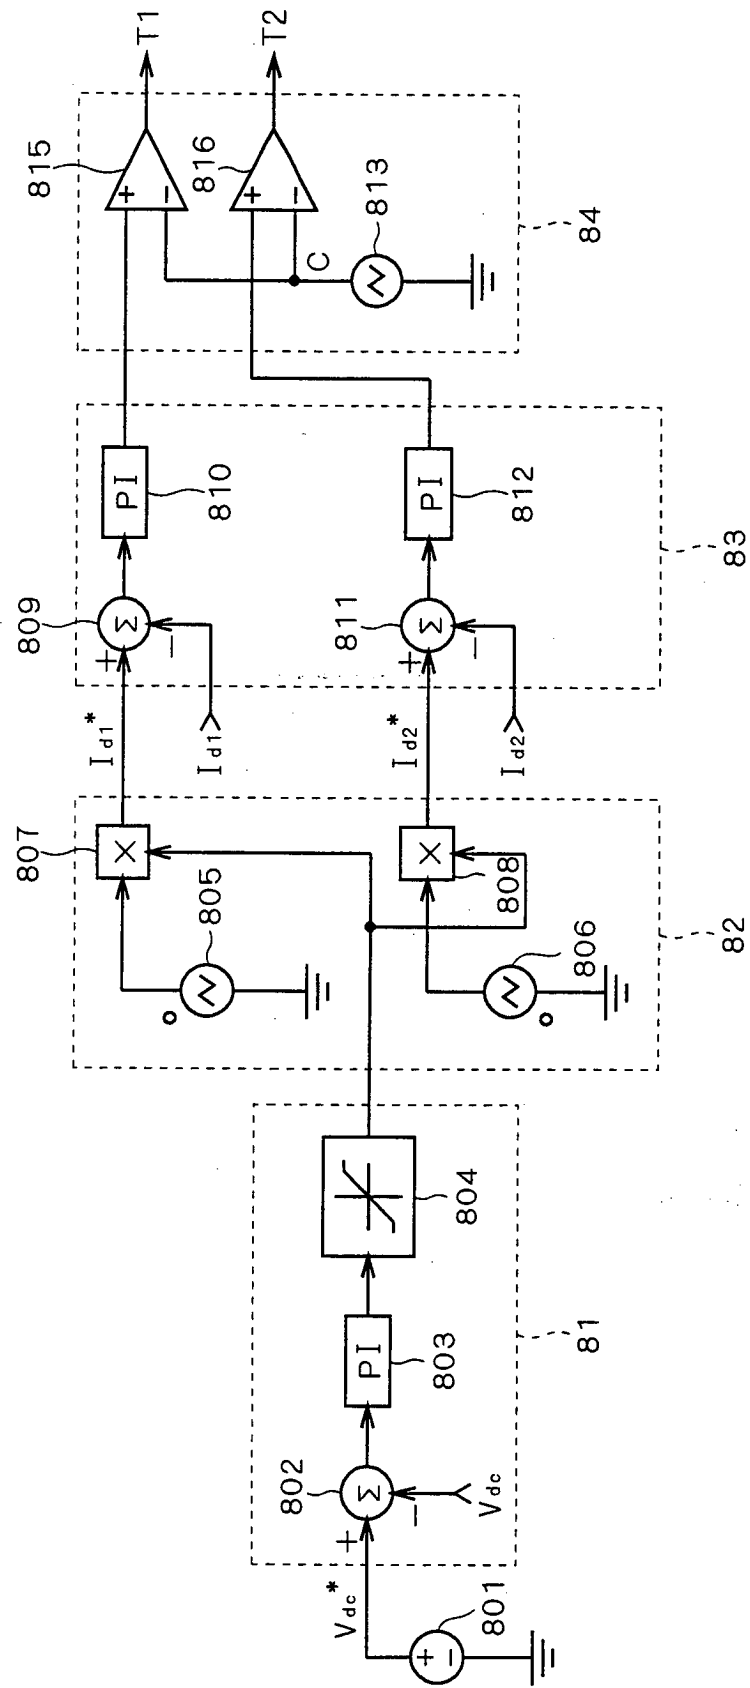 801
Vdc*
+
−
802
Σ
+
−
Vdc
PI
803
804
81
805
806
807
×
808
×
82
Id1*
Id1
Id2*
Id2
809
Σ
+
−
PI
810
811
Σ
+
−
PI
812
83
815
+
−
816
+
−
C
813
84
T1
T2